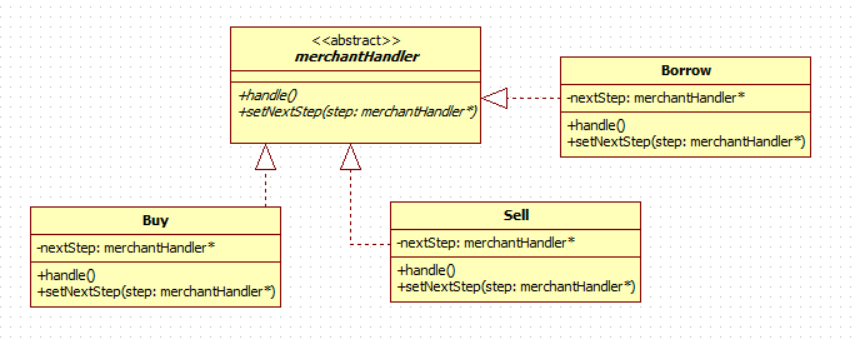 <<abstract>>
merchantHandler
+handle()
+setNextStep(step: merchantHandler*)
Borrow
-nextStep: merchantHandler*
+handle()
+setNextStep(step: merchantHandler*)
Buy
-nextStep: merchantHandler*
+handle()
+setNextStep(step: merchantHandler*)
Sell
-nextStep: merchantHandler*
+handle()
+setNextStep(step: merchantHandler*)